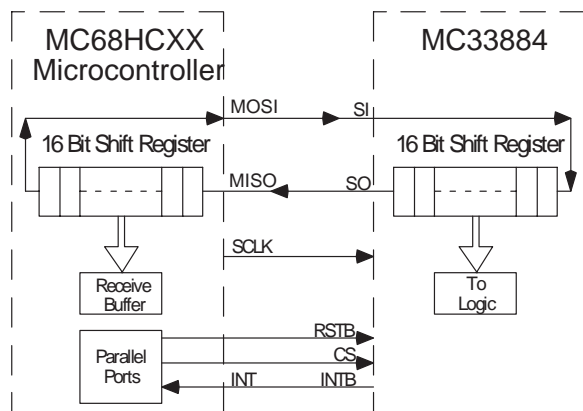 MC68HCXX
Microcontroller
MC33884
MOSI
SI
16 Bit Shift Register
16 Bit Shift Register
MISO
SO
SCLK
Receive
Buffer
To
Logic
Parallel
Ports
RSTB
CS
INT
INTB